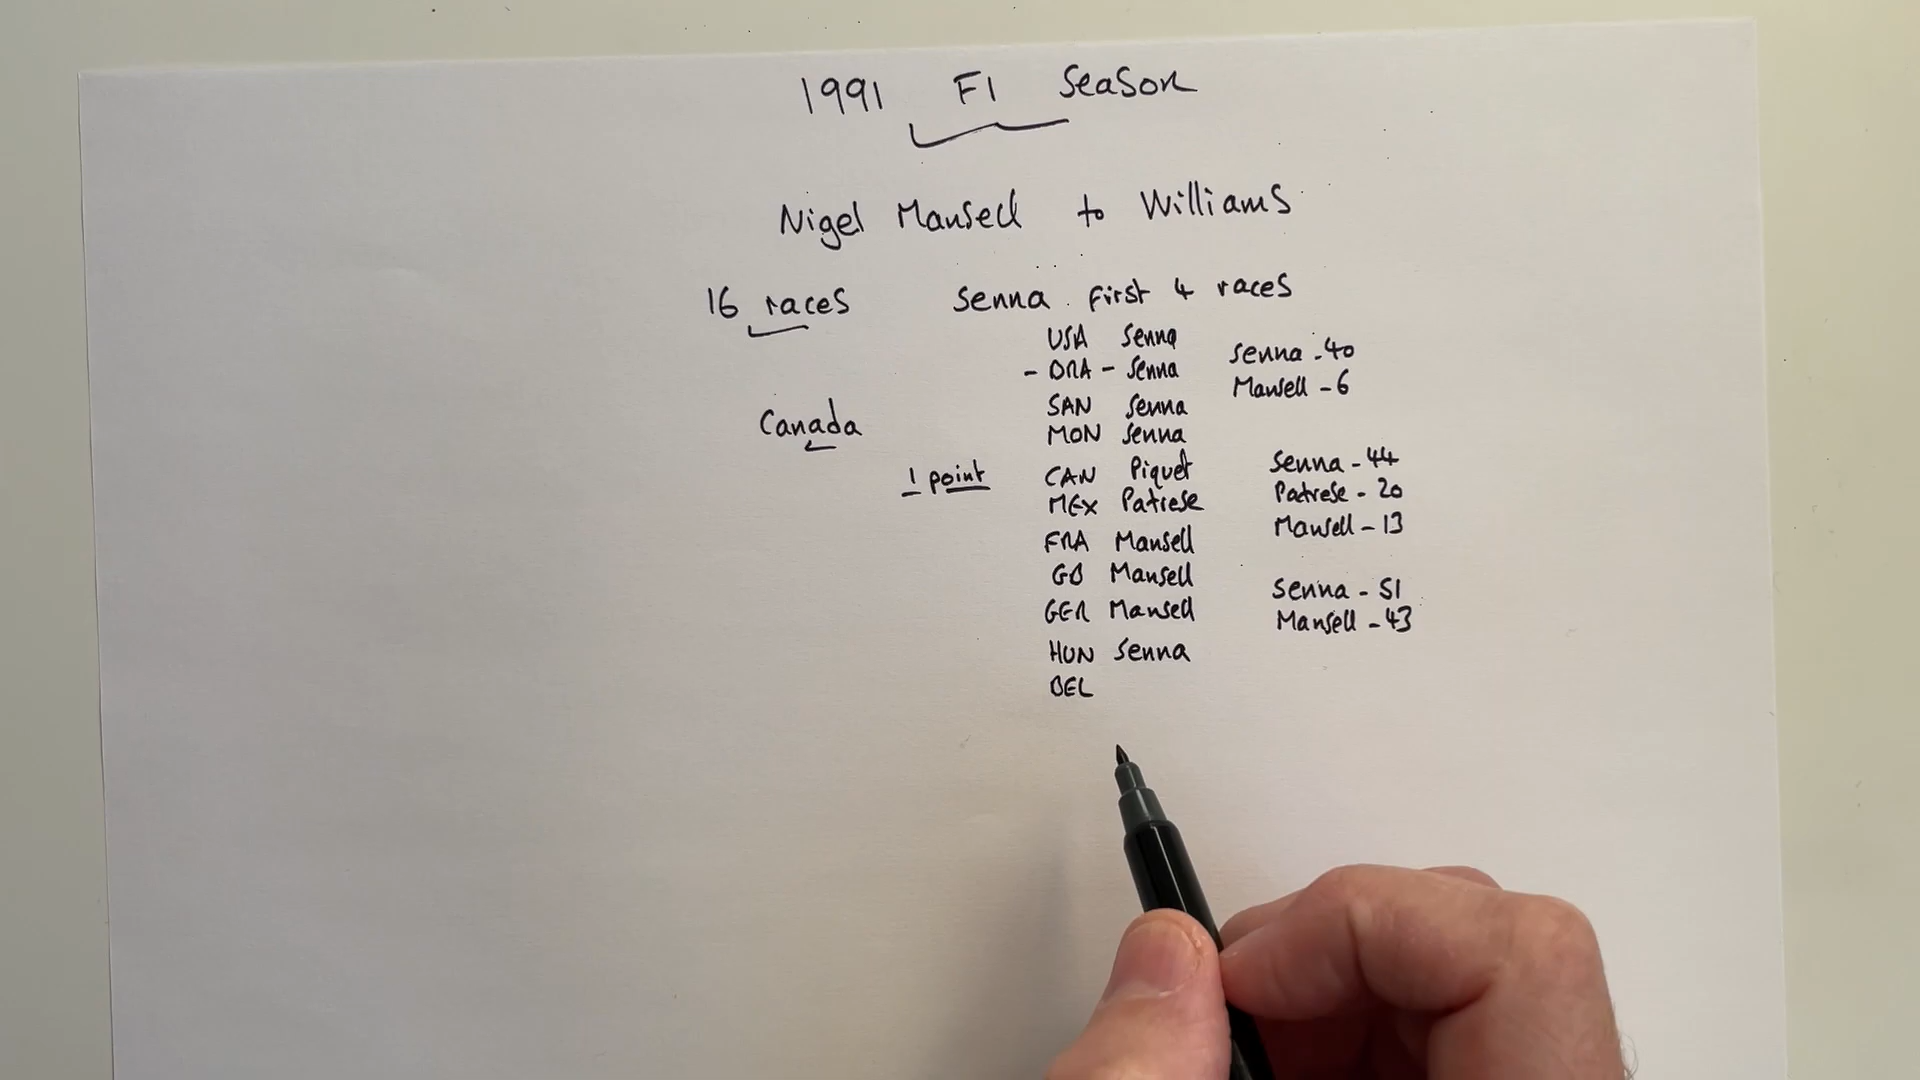 1991 F1 Season
Nigel Mansell to Williams
16 races Senna first 4 races
USA Senna
- BRA - Senna
SAN Senna
MON Senna
Senna - 40
Mansell - 6
Canada
1 point
CAN Piquet
MEX Patrese
FRA Mansell
GB Mansell
GER Mansell
HUN Senna
BEL
Senna - 44
Patrese - 20
Mansell - 13
Senna - 51
Mansell - 43